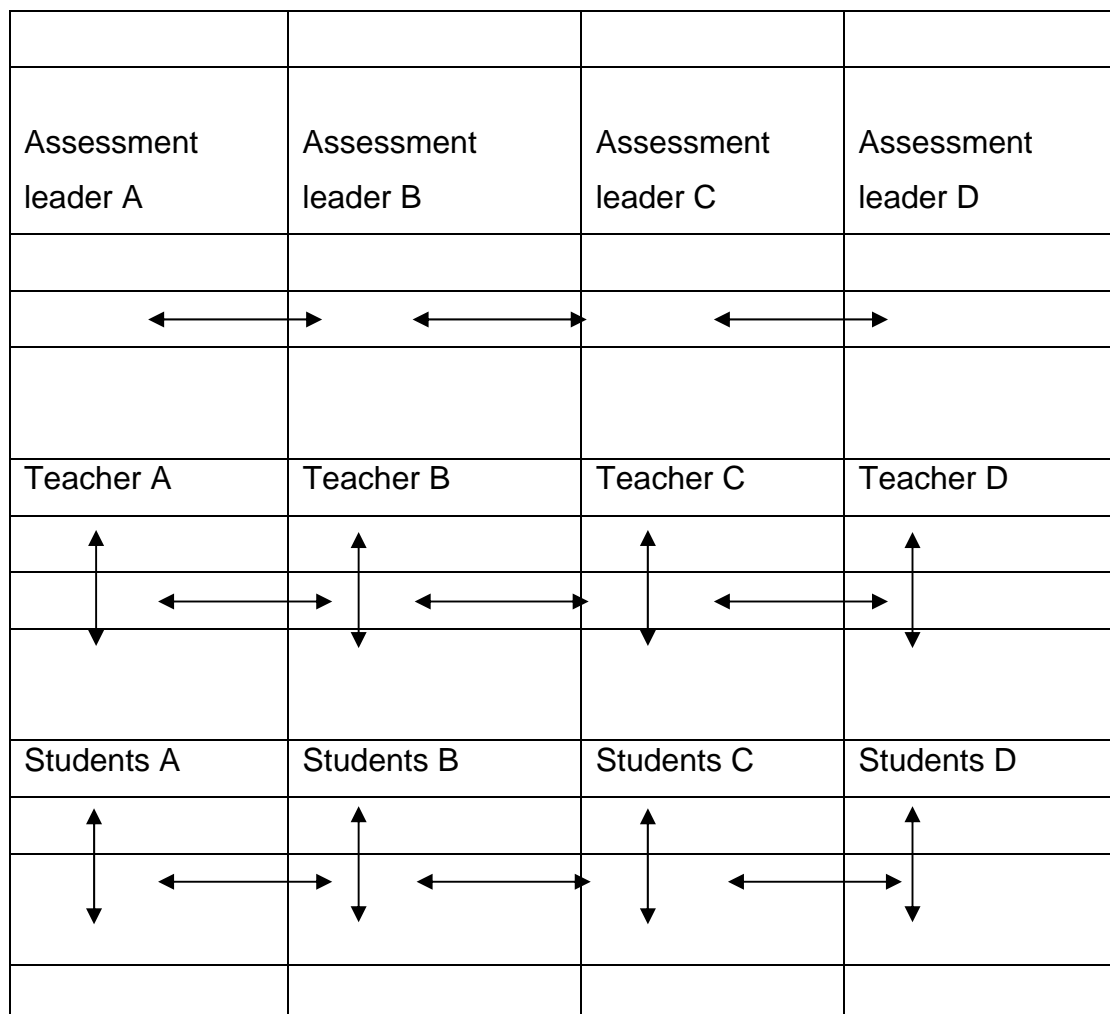 Assessment Assessment Assessment Assessment
leader A leader B leader C leader D
Teacher A Teacher B Teacher C Teacher D
Students A Students B Students C Students D